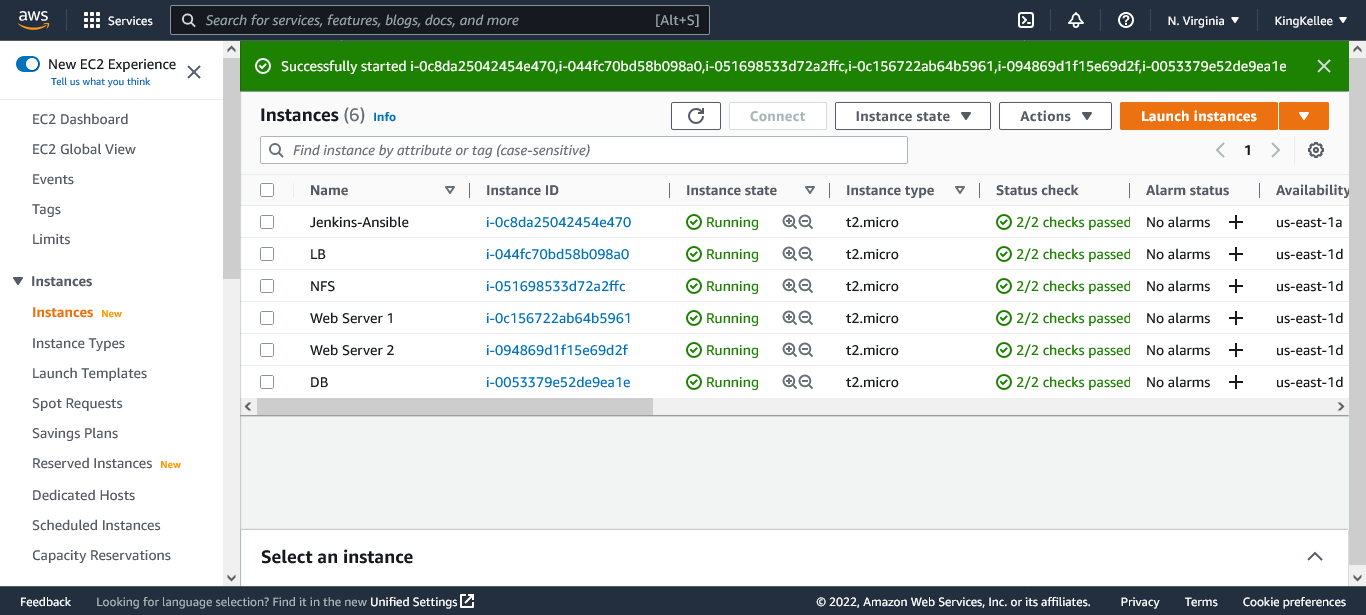 aws Services Search for services, features, blogs, docs, and more [Alt+S] N. Virginia KingKellee
New EC2 Experience
Tell us what you think
EC2 Dashboard
EC2 Global View
Events
Tags
Limits
Instances
Instances New
Instance Types
Launch Templates
Spot Requests
Savings Plans
Reserved Instances New
Dedicated Hosts
Scheduled Instances
Capacity Reservations
Successfully started i-0c8da25042454e470,i-044fc70bd58b098a0,i-051698533d72a2ffc,i-0c156722ab64b5961,i-094869d1f15e69d2f,i-0053379e52de9ea1e
Instances (6) Info Connect Instance state Actions Launch instances
Find instance by attribute or tag (case-sensitive) 1
Name Instance ID Instance state Instance type Status check Alarm status Availability
Jenkins-Ansible i-0c8da25042454e470 Running t2.micro 2/2 checks passed No alarms + us-east-1a
LB i-044fc70bd58b098a0 Running t2.micro 2/2 checks passed No alarms + us-east-1d
NFS i-051698533d72a2ffc Running t2.micro 2/2 checks passed No alarms + us-east-1d
Web Server 1 i-0c156722ab64b5961 Running t2.micro 2/2 checks passed No alarms + us-east-1d
Web Server 2 i-094869d1f15e69d2f Running t2.micro 2/2 checks passed No alarms + us-east-1d
DB i-0053379e52de9ea1e Running t2.micro 2/2 checks passed No alarms + us-east-1d
Select an instance
Feedback Looking for language selection? Find it in the new Unified Settings © 2022, Amazon Web Services, Inc. or its affiliates. Privacy Terms Cookie preferences